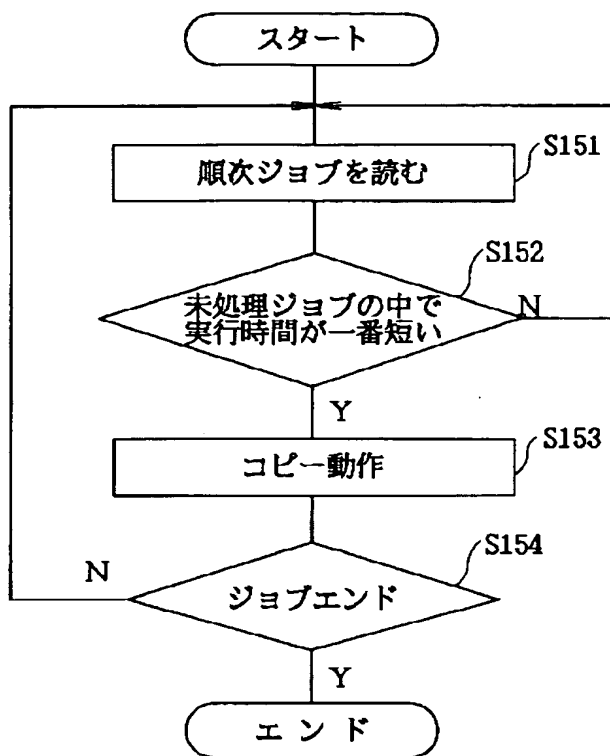 スタート
順次ジョブを読む
S151
S152
未処理ジョブの中で
実行時間が一番短い
N
Y
コピー動作
S153
S154
N
ジョブエンド
Y
エンド